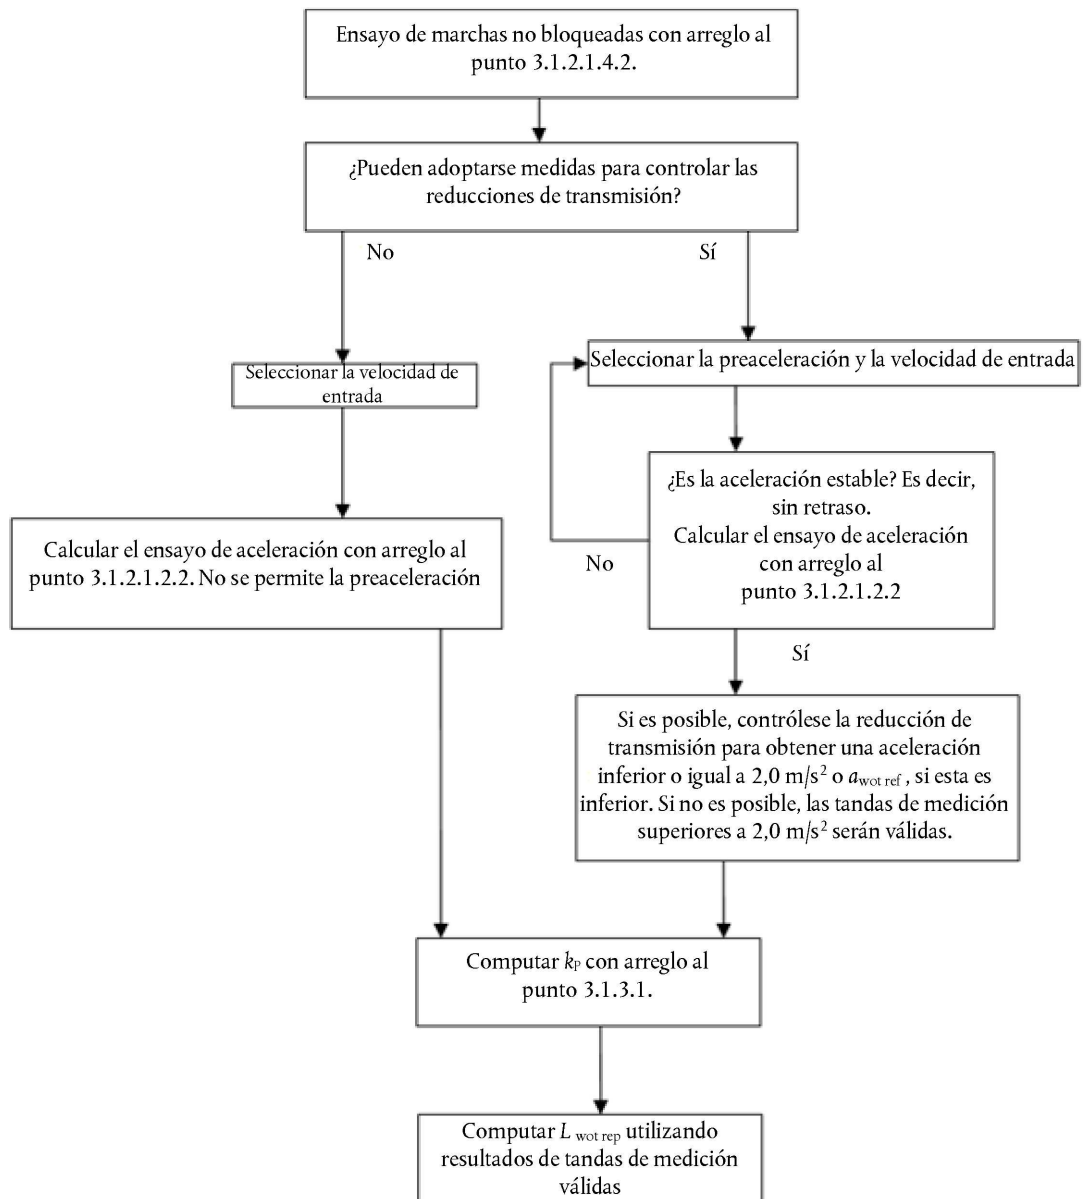 Ensayo de marchas no bloqueadas con arreglo al
punto 3.1.2.1.4.2.
¿Pueden adoptarse medidas para controlar las
reducciones de transmisión?
No
Sí
Seleccionar la velocidad de
entrada
Seleccionar la preaceleración y la velocidad de entrada
Calcular el ensayo de aceleración con arreglo al
punto 3.1.2.1.2.2. No se permite la preaceleración
¿Es la aceleración estable? Es decir,
sin retraso.
Calcular el ensayo de aceleración
con arreglo al
punto 3.1.2.1.2.2
No
Sí
Si es posible, contrólese la reducción de
transmisión para obtener una aceleración
inferior o igual a 2,0 m/s² o a wot ref , si esta es
inferior. Si no es posible, las tandas de medición
superiores a 2,0 m/s² serán válidas.
Computar kP con arreglo al
punto 3.1.3.1.
Computar L wot rep utilizando
resultados de tandas de medición
válidas